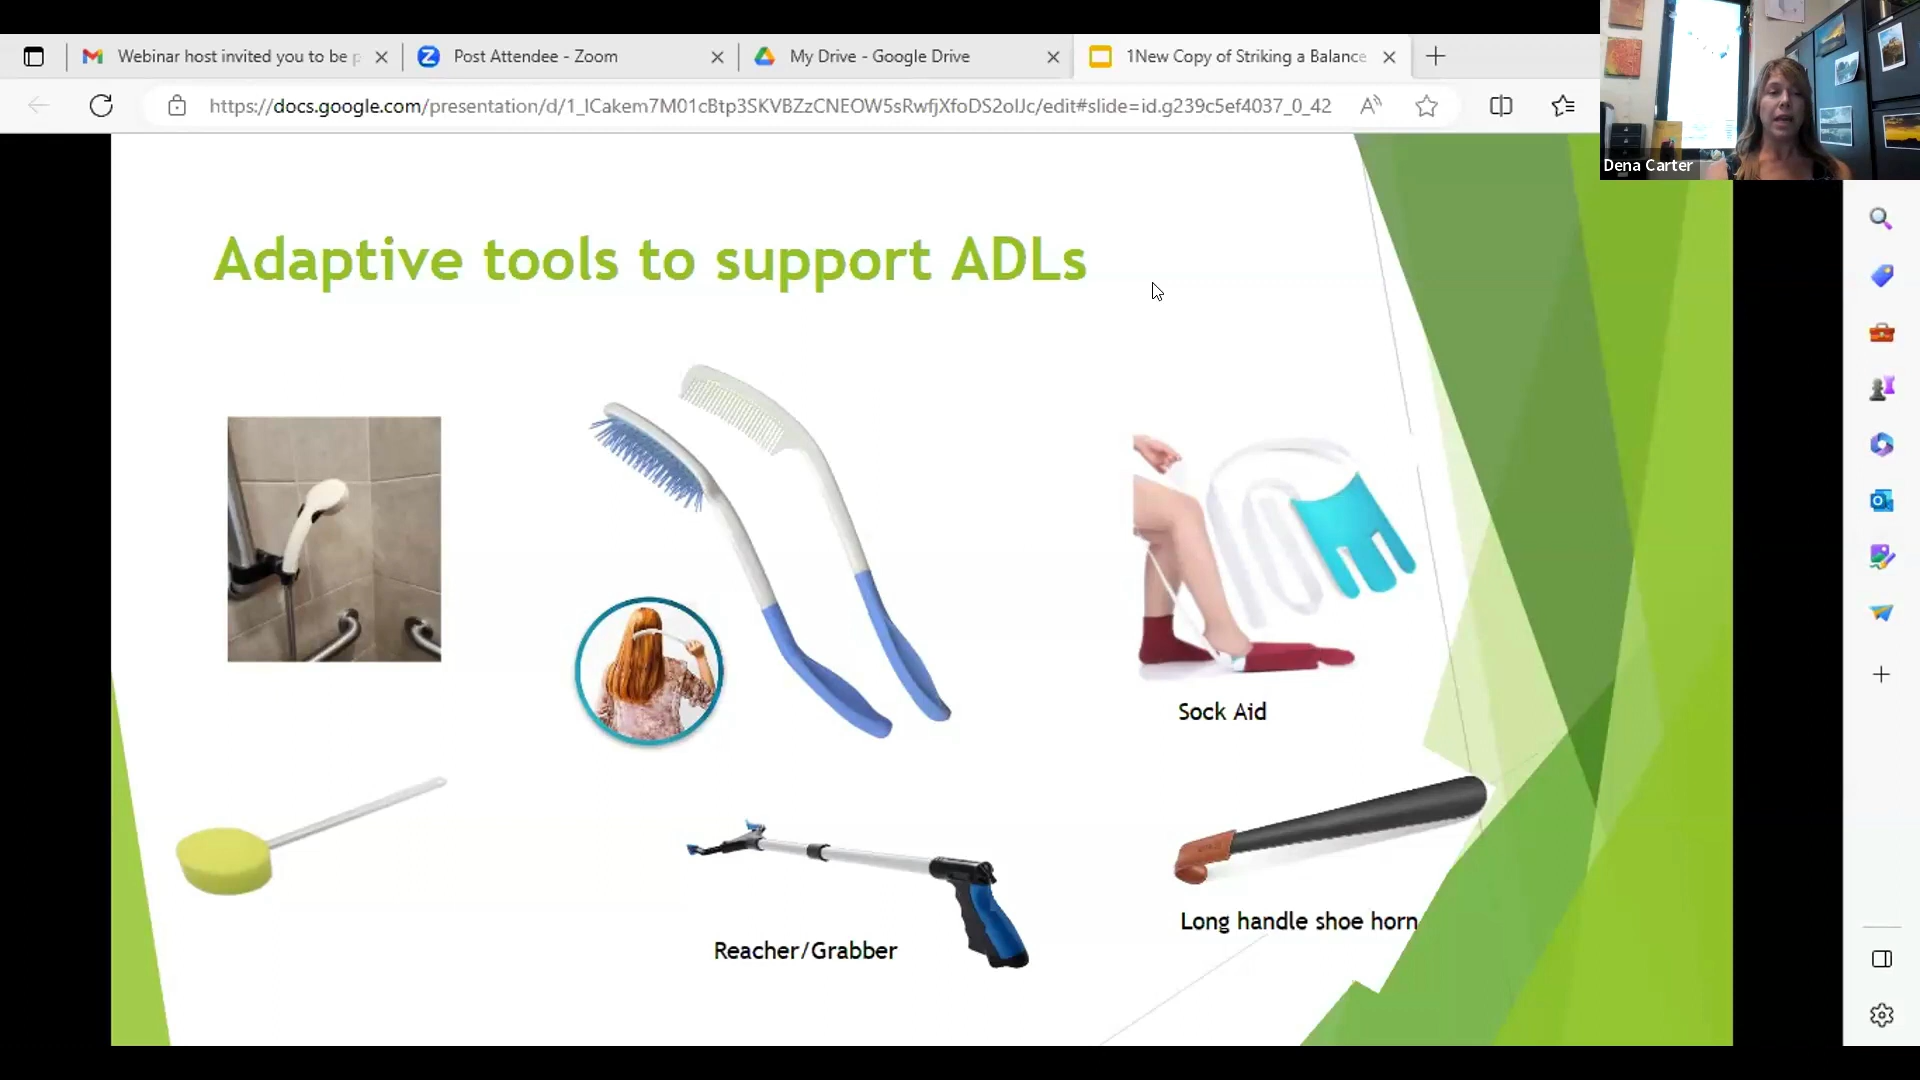 Webinar host invited you to be p
Post Attendee - Zoom
My Drive - Google Drive
1New Copy of Striking a Balance
https://docs.google.com/presentation/d/1_lCakem7M01cBtp3SKVBZzCNEOW5sRwfjXfoDS2oIJc/edit#slide=id.g239c5ef4037_0_42
Dena Carter
Adaptive tools to support ADLs
Sock Aid
Reacher/Grabber
Long handle shoe horn